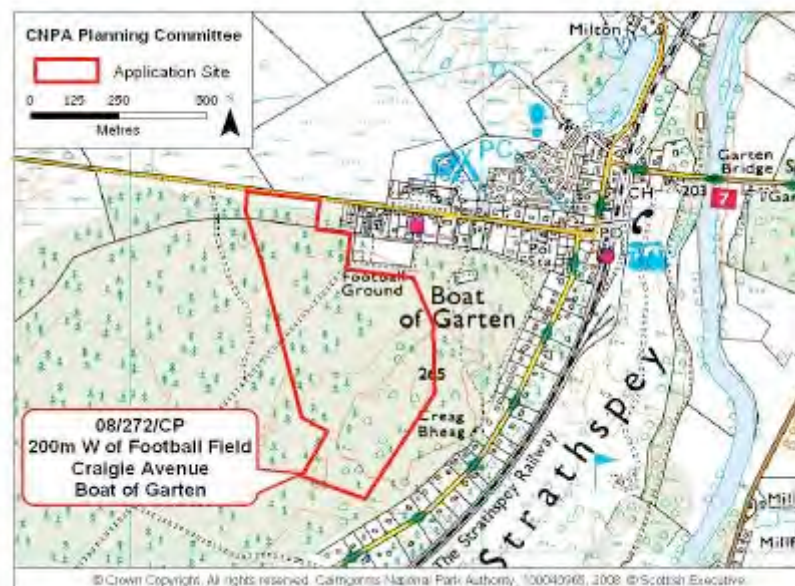 CNPA Planning Committee
Application Site
0 125 250 500
Metres
Milton
PC
Garten
Bridge
CH
203
7
PO
Football
Ground
Boat
of Garten
265
Creag
Bheag
Strathspey
The Strathspey Railway
08/272/CP
200m W of Football Field
Craigie Avenue
Boat of Garten
© Crown Copyright. All rights reserved. Cairngorms National Park Authority. 100040965, 2008. © Scottish Executive